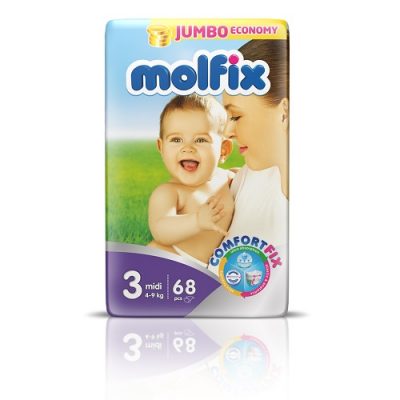 JUMBO ECONOMY
molfix
COMFORTFIX
3 midi
4-9 kg
68
pcs